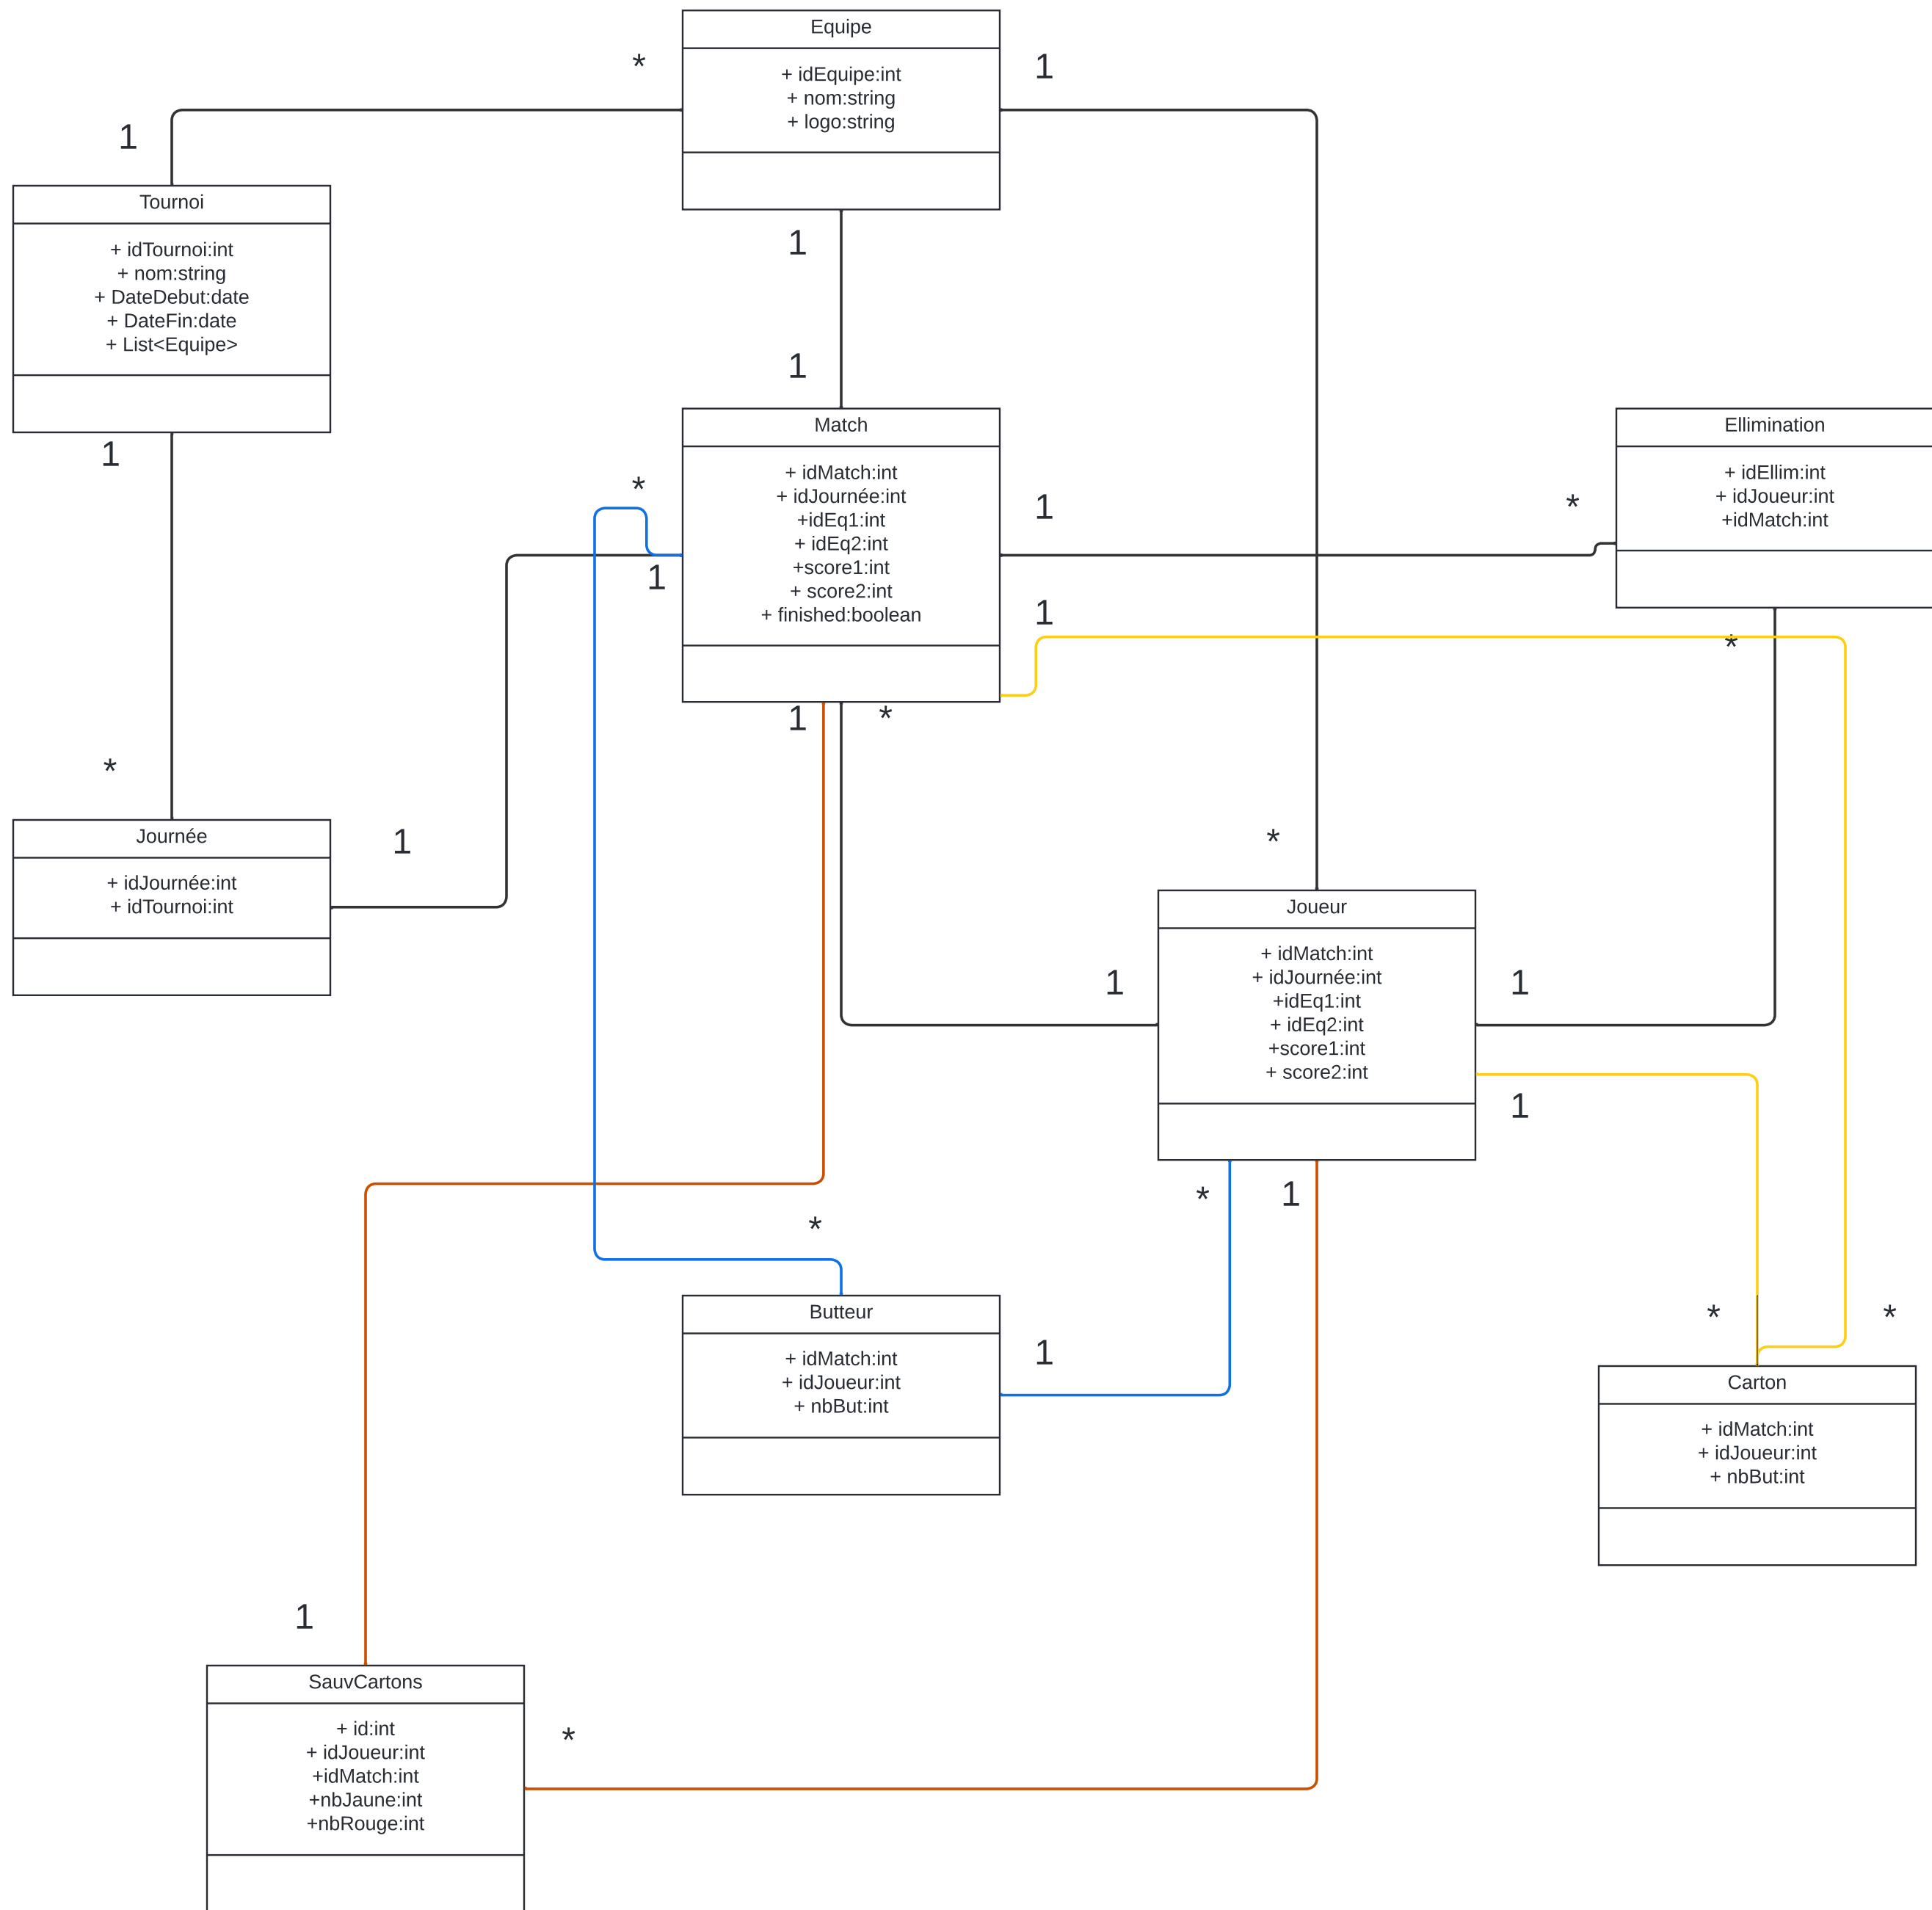 Equipe
+ idEquipe:int
+ nom:string
+ logo:string
*
1
1
Tournoi
+ idTournoi:int
+ nom:string
+ DateDebut:date
+ DateFin:date
+ List<Equipe>
1
1
1
Match
+ idMatch:int
+ idJournée:int
+idEq1:int
+ idEq2:int
+score1:int
+ score2:int
+ finished:boolean
*
1
1
1
*
Ellimination
+ idEllim:int
+ idJoueur:int
+idMatch:int
*
1
*
*
Journée
+ idJournée:int
+ idTournoi:int
1
*
Joueur
+ idMatch:int
+ idJournée:int
+idEq1:int
+ idEq2:int
+score1:int
+ score2:int
1
1
1
*
1
*
Butteur
+ idMatch:int
+ idJoueur:int
+ nbBut:int
1
*
*
Carton
+ idMatch:int
+ idJoueur:int
+ nbBut:int
1
SauvCartons
+ id:int
+ idJoueur:int
+idMatch:int
+nbJaune:int
+nbRouge:int
*